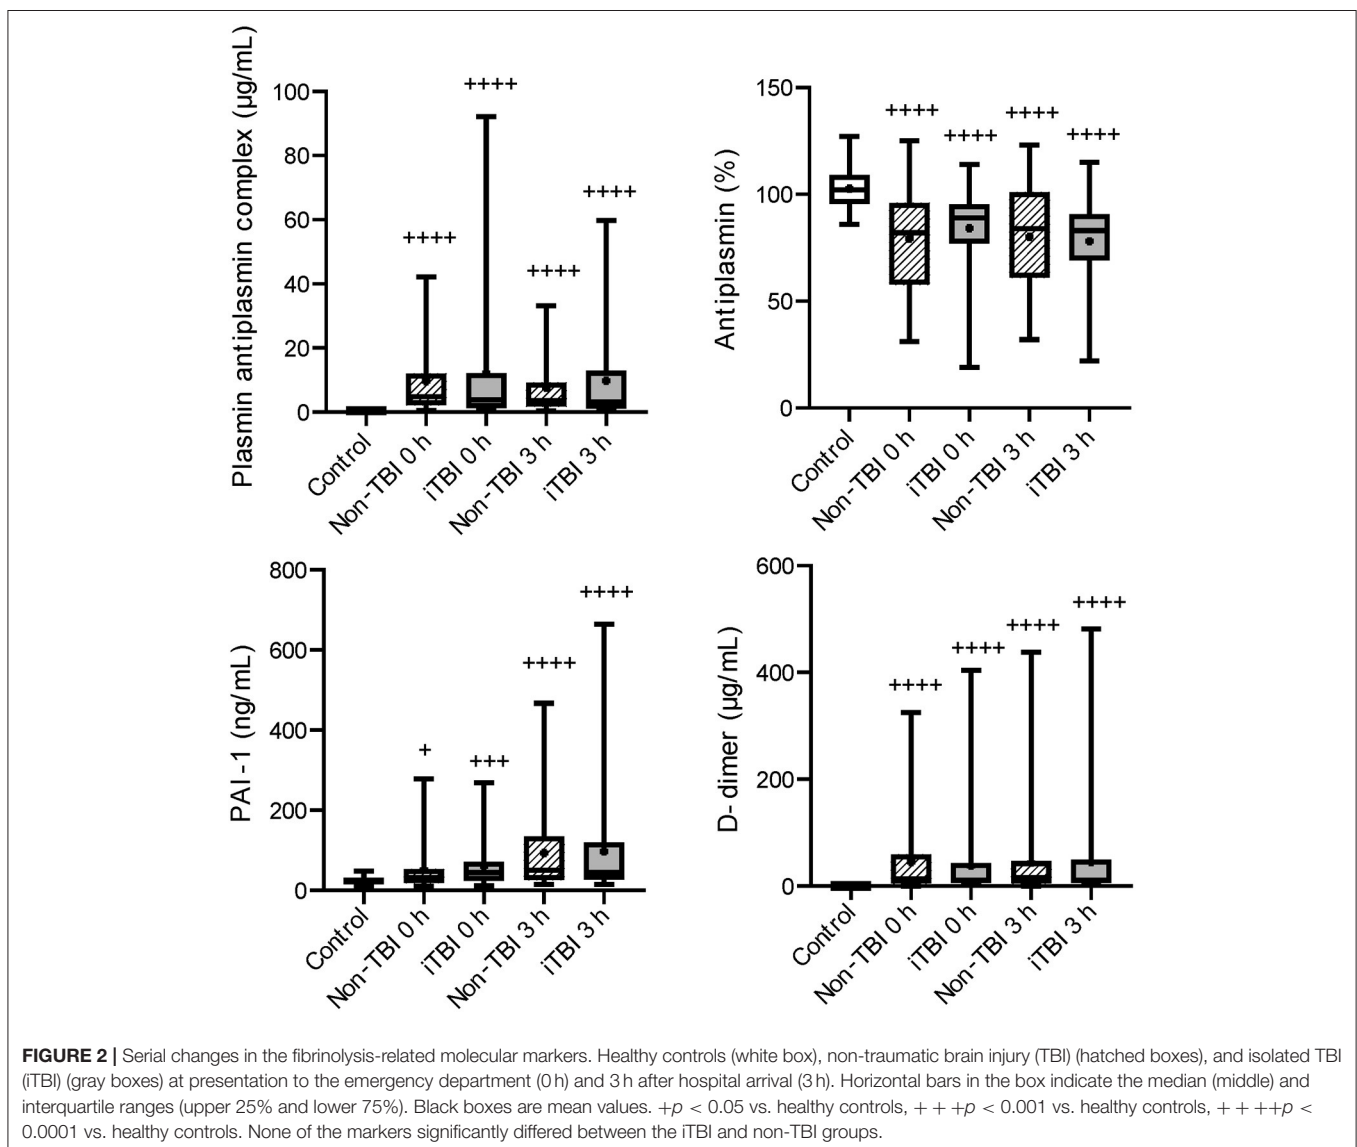 Plasmin antiplasmin complex (µg/mL)
100
80
60
40
20
0
++++
++++
++++
++++
Control
Non-TBI 0 h
iTBI 0 h
Non-TBI 3 h
iTBI 3 h
Antiplasmin (%)
150
100
50
0
++++
++++
++++
++++
Control
Non-TBI 0 h
iTBI 0 h
Non-TBI 3 h
iTBI 3 h
PAI-1 (ng/mL)
800
600
400
200
0
+
+++
++++
++++
Control
Non-TBI 0 h
iTBI 0 h
Non-TBI 3 h
iTBI 3 h
D-dimer (µg/mL)
600
400
200
0
++++
++++
++++
++++
Control
Non-TBI 0 h
iTBI 0 h
Non-TBI 3 h
iTBI 3 h
FIGURE 2 | Serial changes in the fibrinolysis-related molecular markers. Healthy controls (white box), non-traumatic brain injury (TBI) (hatched boxes), and isolated TBI
(iTBI) (gray boxes) at presentation to the emergency department (0 h) and 3 h after hospital arrival (3 h). Horizontal bars in the box indicate the median (middle) and
interquartile ranges (upper 25% and lower 75%). Black boxes are mean values. +p < 0.05 vs. healthy controls, + + +p < 0.001 vs. healthy controls, + + ++p <
0.0001 vs. healthy controls. None of the markers significantly differed between the iTBI and non-TBI groups.